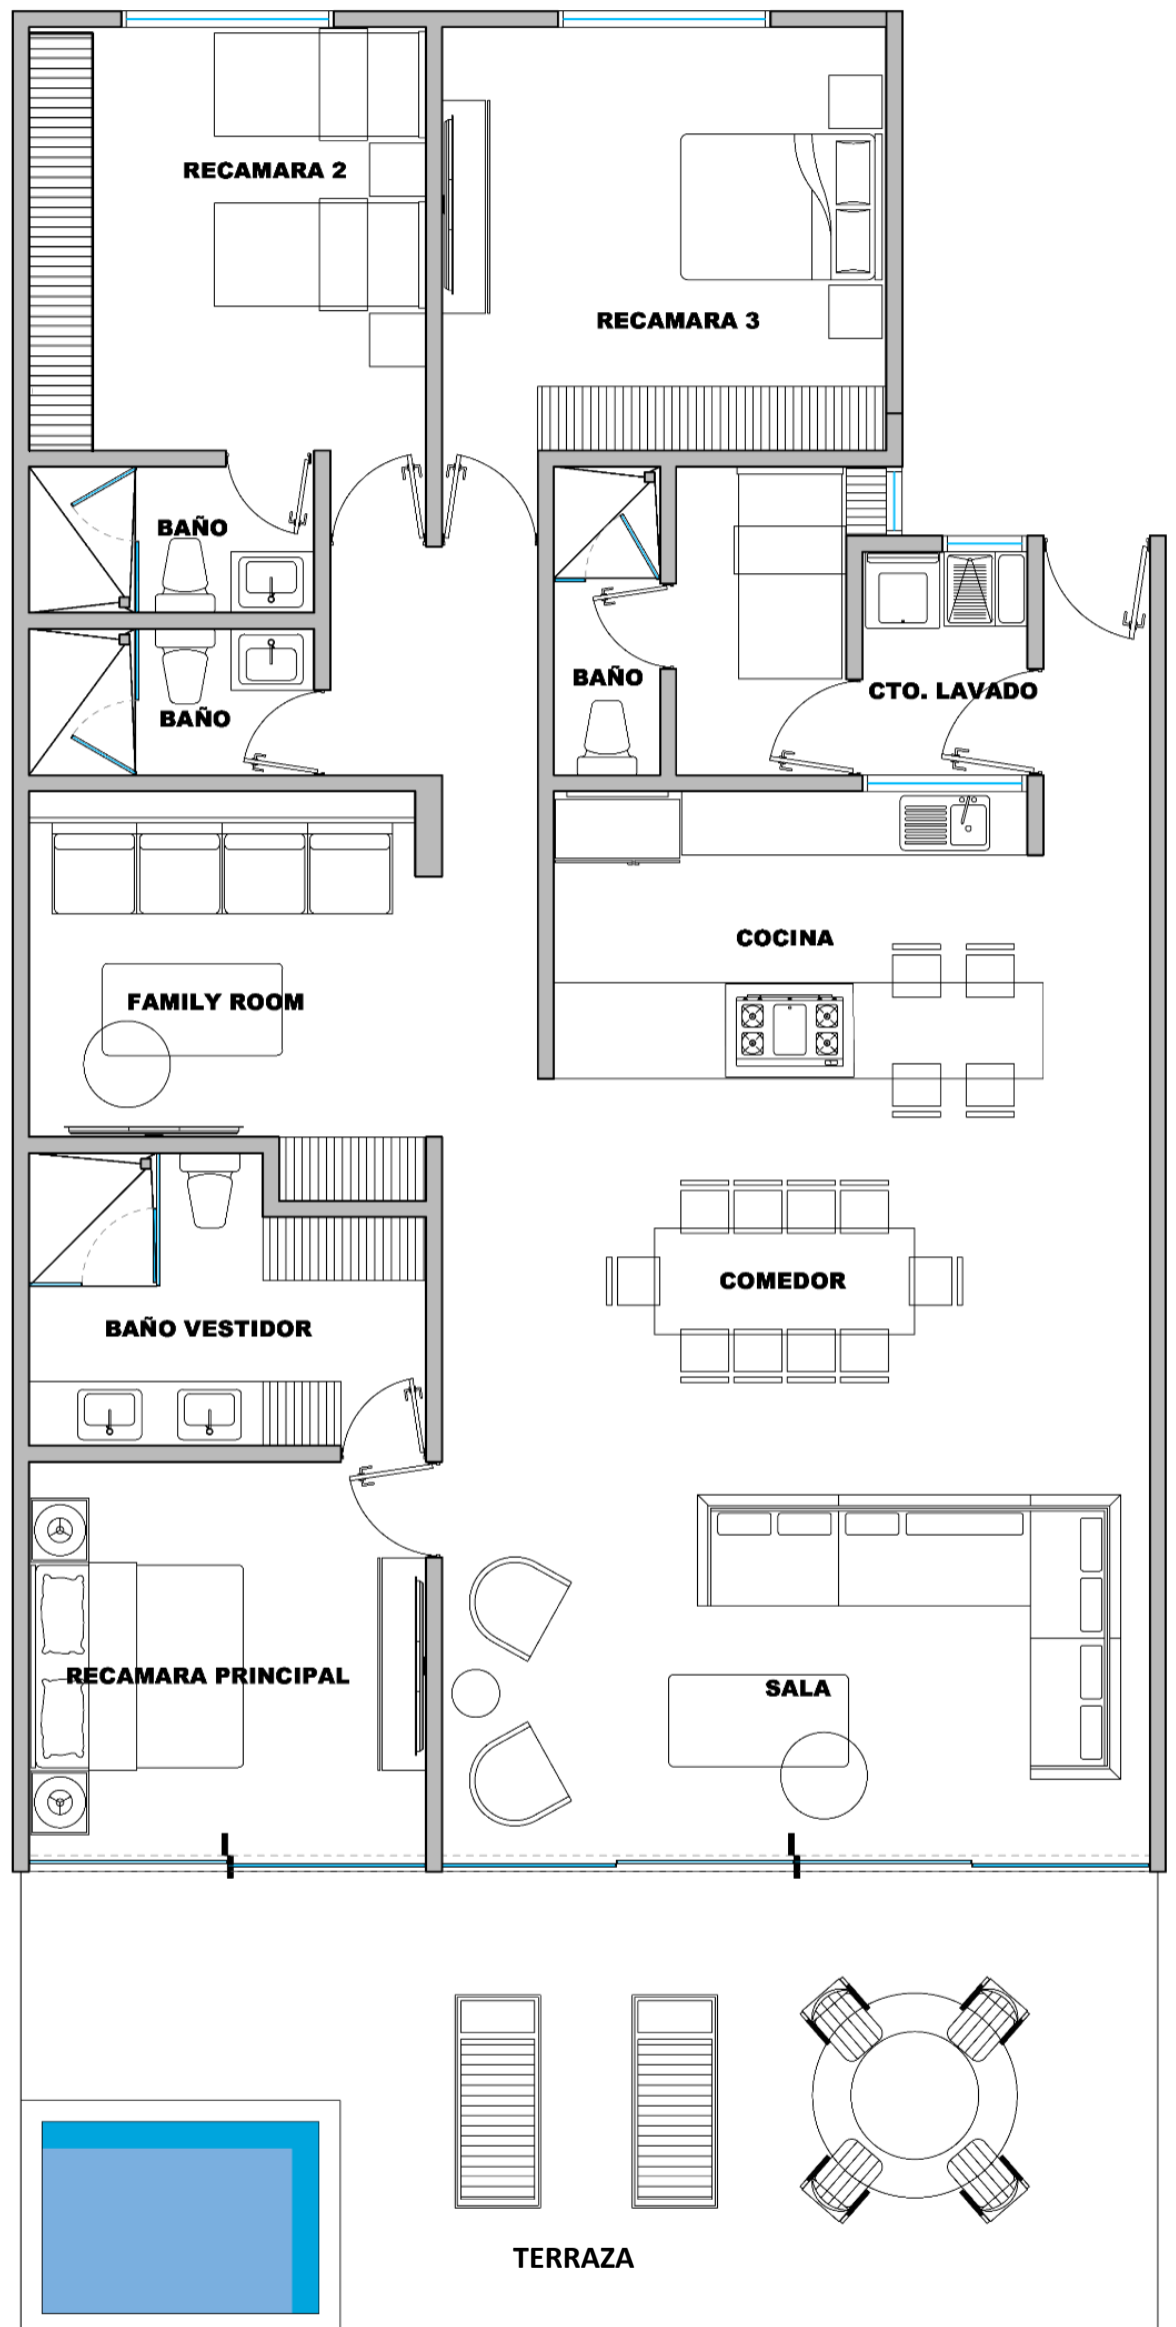 RECAMARA 2
RECAMARA 3
BAÑO
BAÑO
BAÑO
CTO. LAVADO
COCINA
FAMILY ROOM
COMEDOR
BAÑO VESTIDOR
RECAMARA PRINCIPAL
SALA
TERRAZA